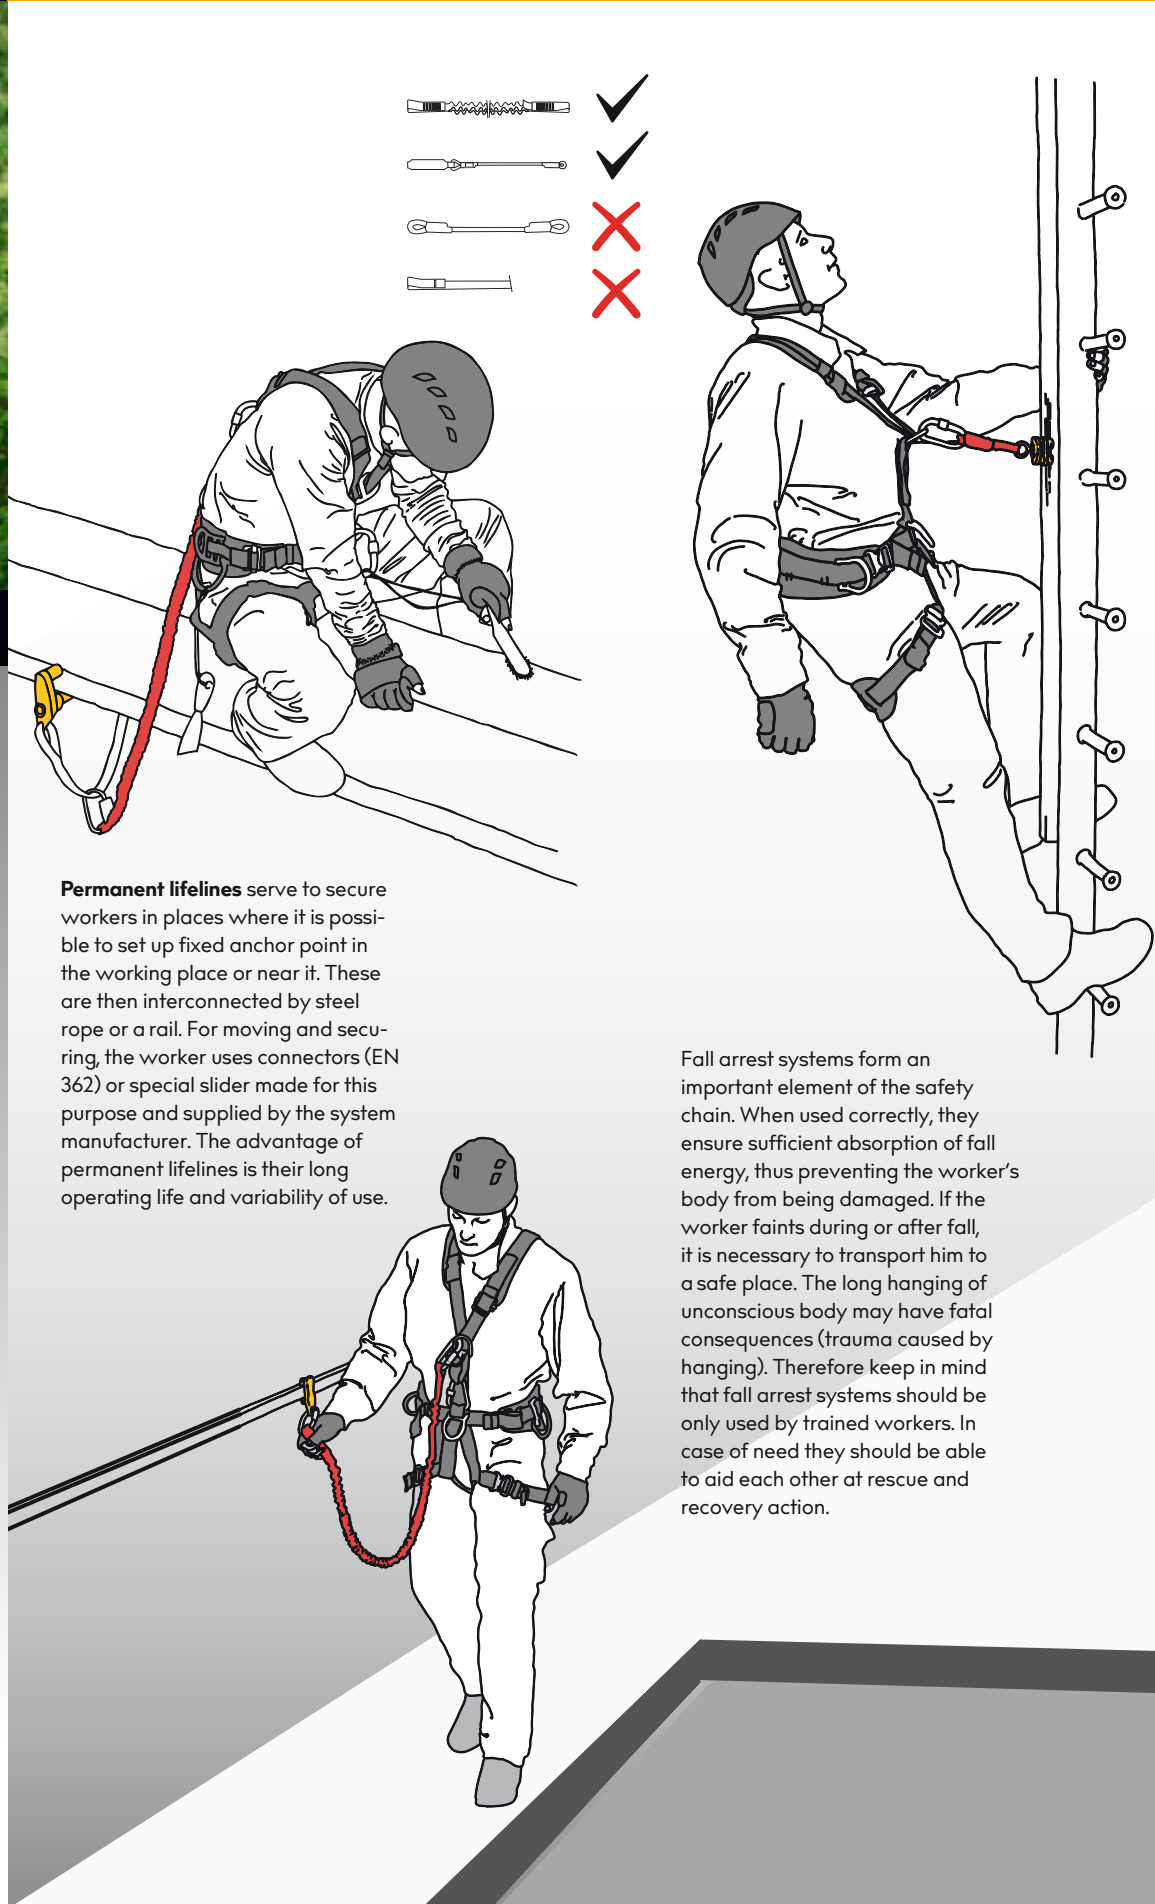 Permanent lifelines serve to secure
workers in places where it is possi-
ble to set up fixed anchor point in
the working place or near it. These
are then interconnected by steel
rope or a rail. For moving and secu-
ring, the worker uses connectors (EN
362) or special slider made for this
purpose and supplied by the system
manufacturer. The advantage of
permanent lifelines is their long
operating life and variability of use.
Fall arrest systems form an
important element of the safety
chain. When used correctly, they
ensure sufficient absorption of fall
energy, thus preventing the worker's
body from being damaged. If the
worker faints during or after fall,
it is necessary to transport him to
a safe place. The long hanging of
unconscious body may have fatal
consequences (trauma caused by
hanging). Therefore keep in mind
that fall arrest systems should be
only used by trained workers. In
case of need they should be able
to aid each other at rescue and
recovery action.